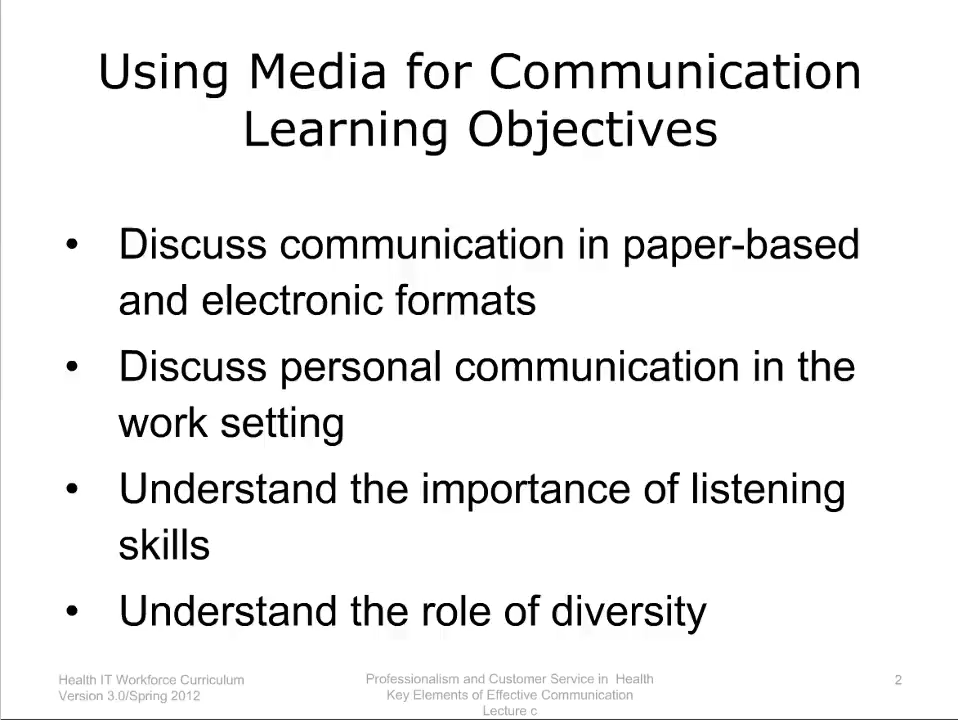 Using Media for Communication
Learning Objectives
• Discuss communication in paper-based
and electronic formats
• Discuss personal communication in the
work setting
• Understand the importance of listening
skills
• Understand the role of diversity
Health IT Workforce Curriculum
Version 3.0/Spring 2012
Professionalism and Customer Service in Health
Key Elements of Effective Communication
Lecture c
2